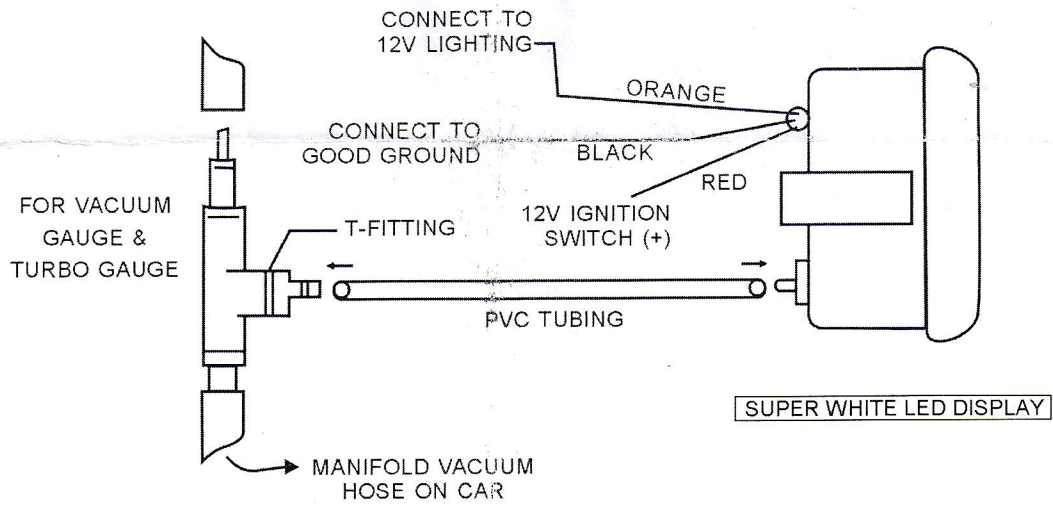 CONNECT TO
12V LIGHTING
ORANGE
CONNECT TO
GOOD GROUND
BLACK
RED
12V IGNITION
SWITCH (+)
FOR VACUUM
GAUGE &
TURBO GAUGE
T-FITTING
PVC TUBING
SUPER WHITE LED DISPLAY
MANIFOLD VACUUM
HOSE ON CAR